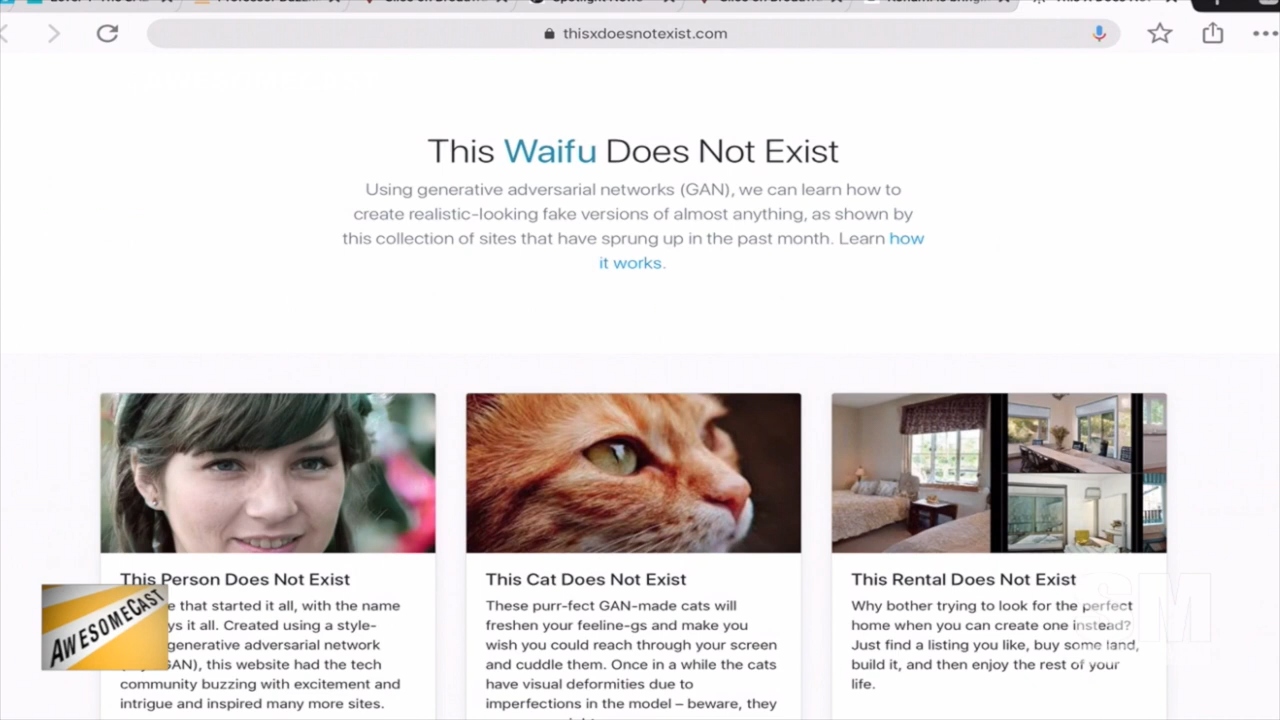 thisxdoesnotexist.com
This Waifu Does Not Exist
Using generative adversarial networks (GAN), we can learn how to
create realistic-looking fake versions of almost anything, as shown by
this collection of sites that have sprung up in the past month. Learn how
it works.
This Person Does Not Exist
that started it all, with the name
it all. Created using a style-
generative adversarial network
this website had the tech
community buzzing with excitement and
intrigue and inspired many more sites.
This Cat Does Not Exist
These purr-fect GAN-made cats will
freshen your feeline-gs and make you
wish you could reach through your screen
and cuddle them. Once in a while the cats
have visual deformities due to
imperfections in the model – beware, they
This Rental Does Not Exist
Why bother trying to look for the perfect
home when you can create one instead?
Just find a listing you like, buy some land,
build it, and then enjoy the rest of your
life.
AWESOMECAST